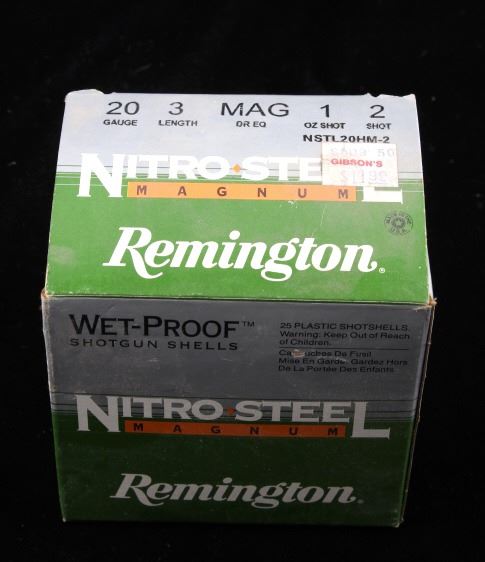 20 3 MAG 1 2
GAUGE LENGTH DR EQ OZ SHOT SHOT
NSTL20HM-2
NITRO•STEEL
MAGNUM
GIBSON'S
Remington®
WET-PROOF™
SHOTGUN SHELLS
25 PLASTIC SHOTSHELLS.
Warning: Keep Out of Reach
of Children.
De Fusil
Mise En Garde: Gardez Hors
De La Portée Des Enfants
NITRO•STEEL
MAGNUM
Remington